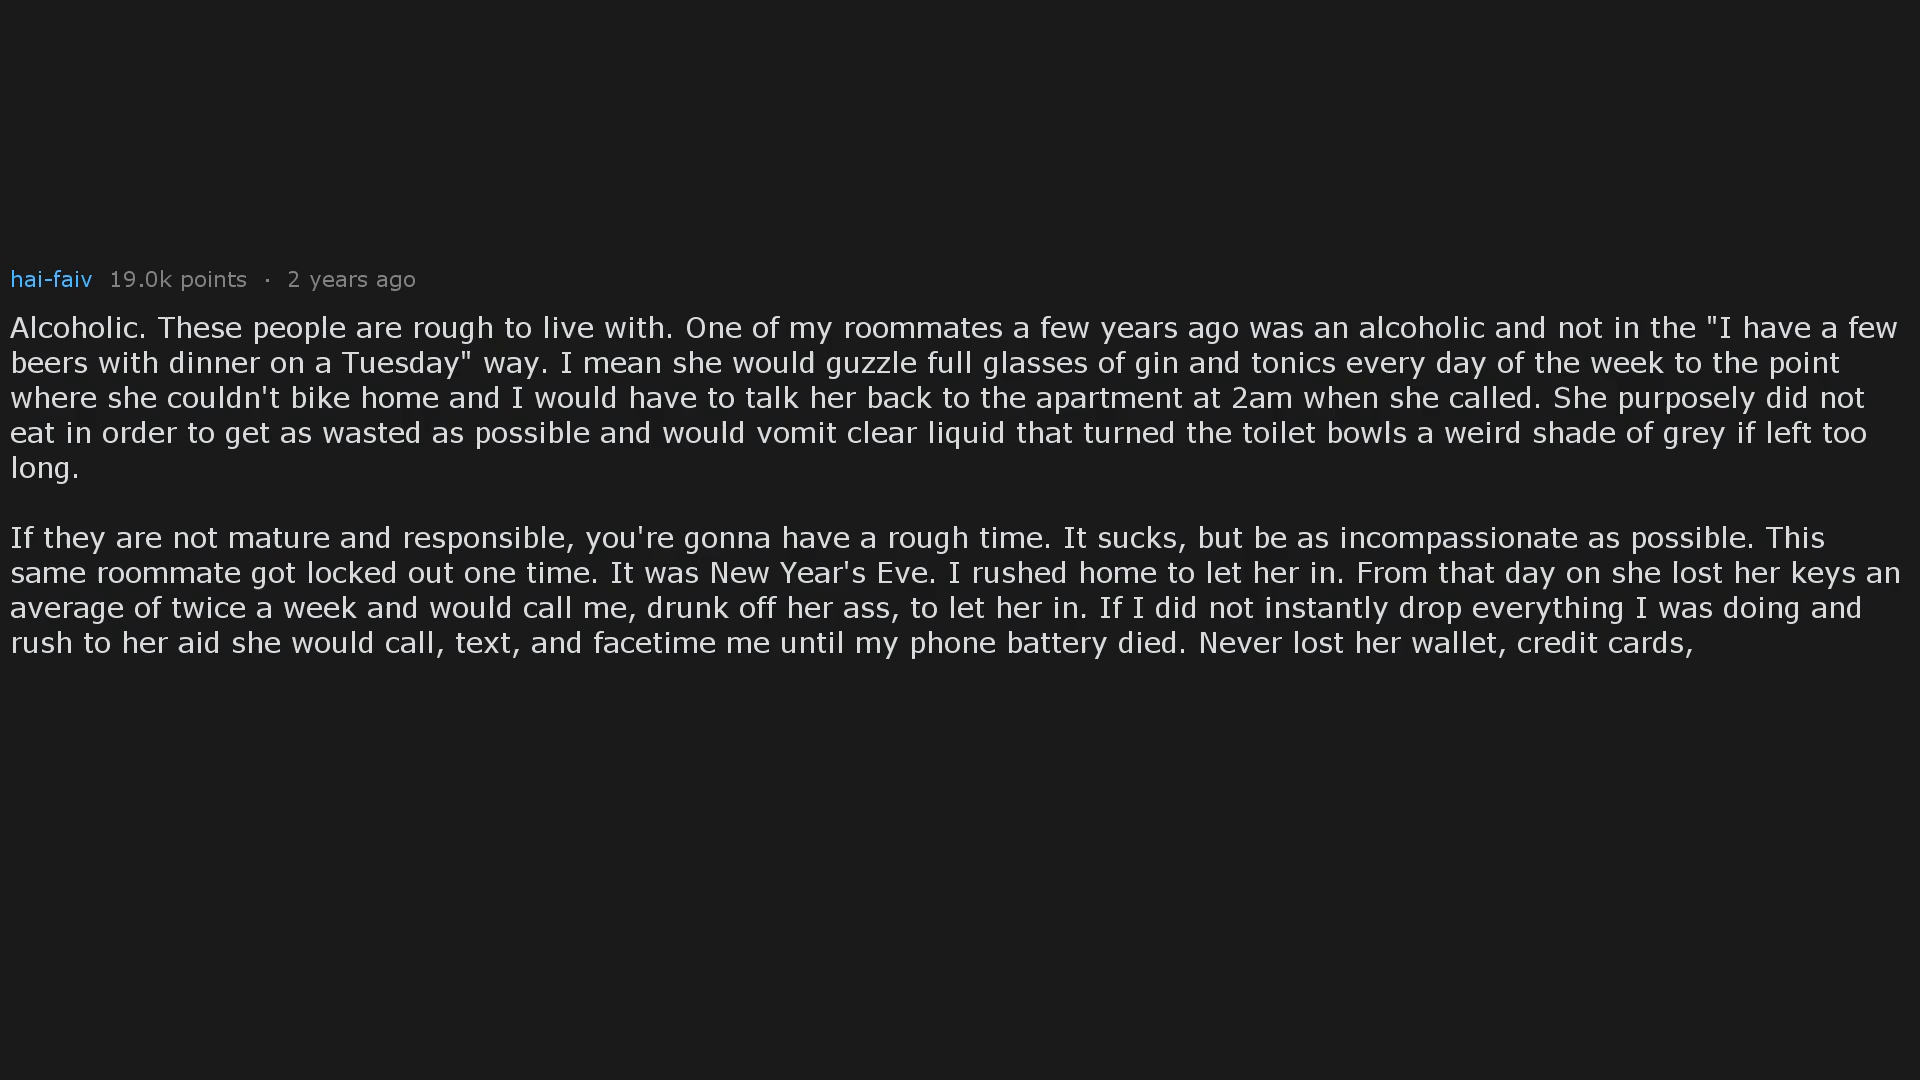 hai-faiv 19.0k points · 2 years ago
Alcoholic. These people are rough to live with. One of my roommates a few years ago was an alcoholic and not in the "I have a few
beers with dinner on a Tuesday" way. I mean she would guzzle full glasses of gin and tonics every day of the week to the point
where she couldn't bike home and I would have to talk her back to the apartment at 2am when she called. She purposely did not
eat in order to get as wasted as possible and would vomit clear liquid that turned the toilet bowls a weird shade of grey if left too
long.
If they are not mature and responsible, you're gonna have a rough time. It sucks, but be as incompassionate as possible. This
same roommate got locked out one time. It was New Year's Eve. I rushed home to let her in. From that day on she lost her keys an
average of twice a week and would call me, drunk off her ass, to let her in. If I did not instantly drop everything I was doing and
rush to her aid she would call, text, and facetime me until my phone battery died. Never lost her wallet, credit cards,